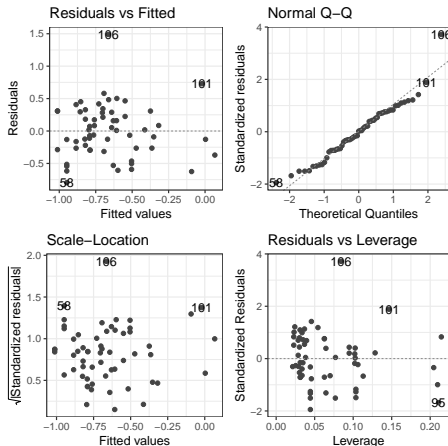 Residuals vs Fitted
Normal Q-Q
Residuals
1.5
1.0
0.5
0.0
−0.5
106
101
58
−1.00 −0.75 −0.50 −0.25 0.00
Fitted values
Standardized residuals
4
2
0
−2
106
101
58
−2 −1 0 1 2
Theoretical Quantiles
Scale−Location
Residuals vs Leverage
√|Standardized residuals|
2.0
1.5
1.0
0.5
106
58
101
−1.00 −0.75 −0.50 −0.25 0.00
Fitted values
Standardized Residuals
4
2
0
−2
106
101
95
0.00 0.05 0.10 0.15 0.20
Leverage